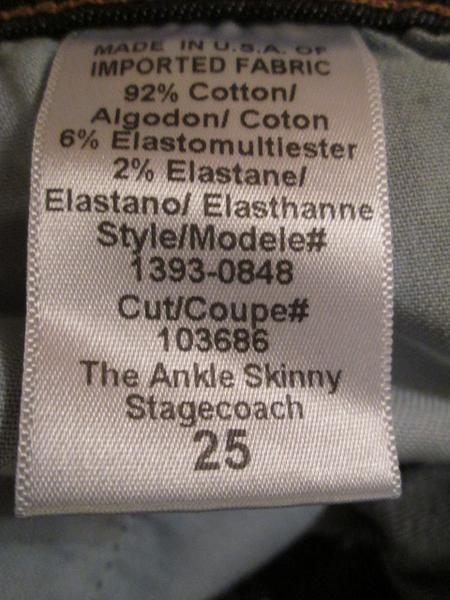 MADE IN U.S.A. OF
IMPORTED FABRIC
92% Cotton/
Algodon/ Coton
6% Elastomultiester
2% Elastane/
Elastano/ Elasthanne
Style/Modele#
1393-0848
Cut/Coupe#
103686
The Ankle Skinny
Stagecoach
25